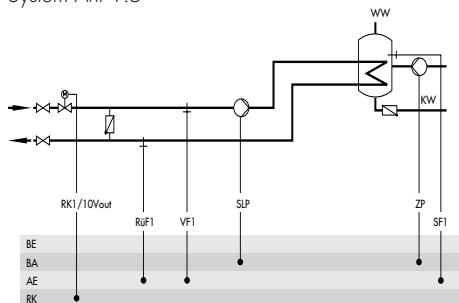 System Anl 1.6
WW
M
KW
RK1/10Vout
RüF1
VF1
SLP
ZP
SF1
BE
BA
AE
RK